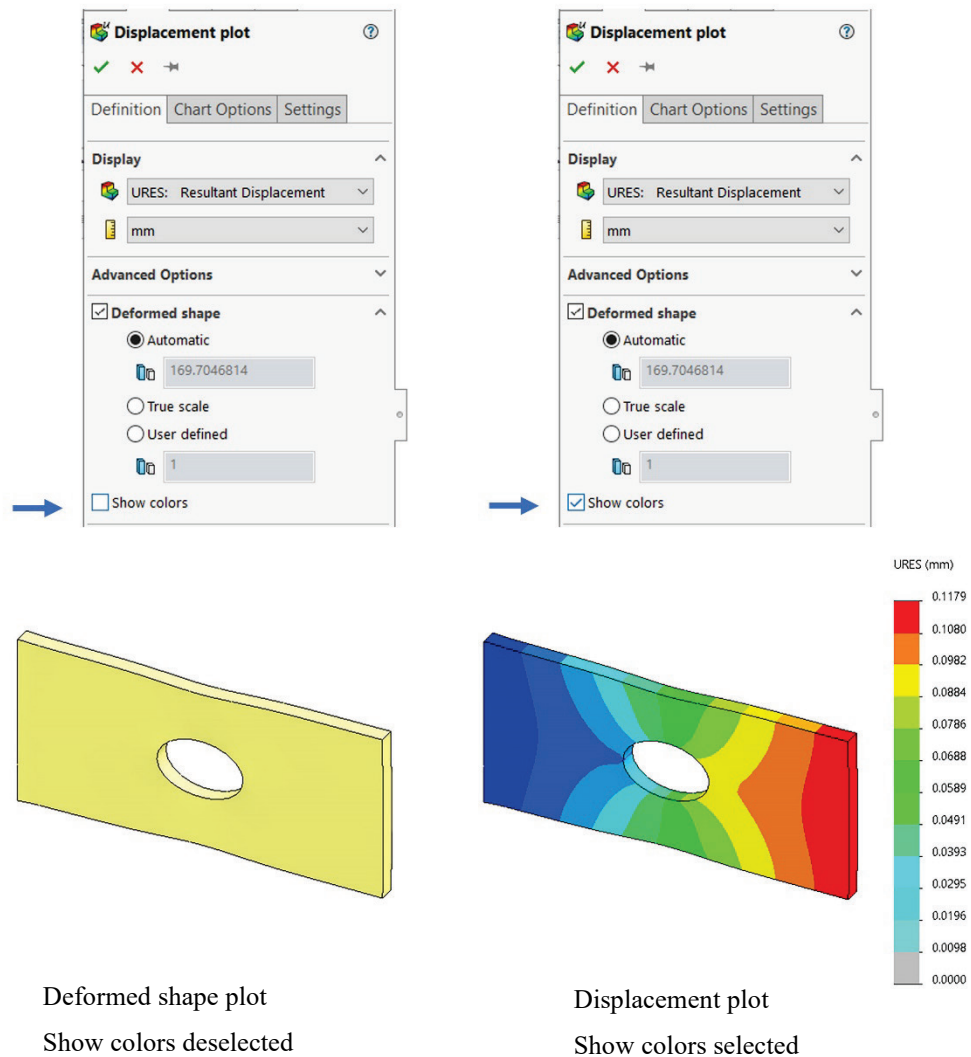 Displacement plot
Definition Chart Options Settings
Display
URES: Resultant Displacement
mm
Advanced Options
Deformed shape
Automatic
169.7046814
True scale
User defined
1
Show colors
Displacement plot
Definition Chart Options Settings
Display
URES: Resultant Displacement
mm
Advanced Options
Deformed shape
Automatic
169.7046814
True scale
User defined
1
Show colors
URES (mm)
0.1179
0.1080
0.0982
0.0884
0.0786
0.0688
0.0589
0.0491
0.0393
0.0295
0.0196
0.0098
0.0000
Deformed shape plot
Show colors deselected
Displacement plot
Show colors selected